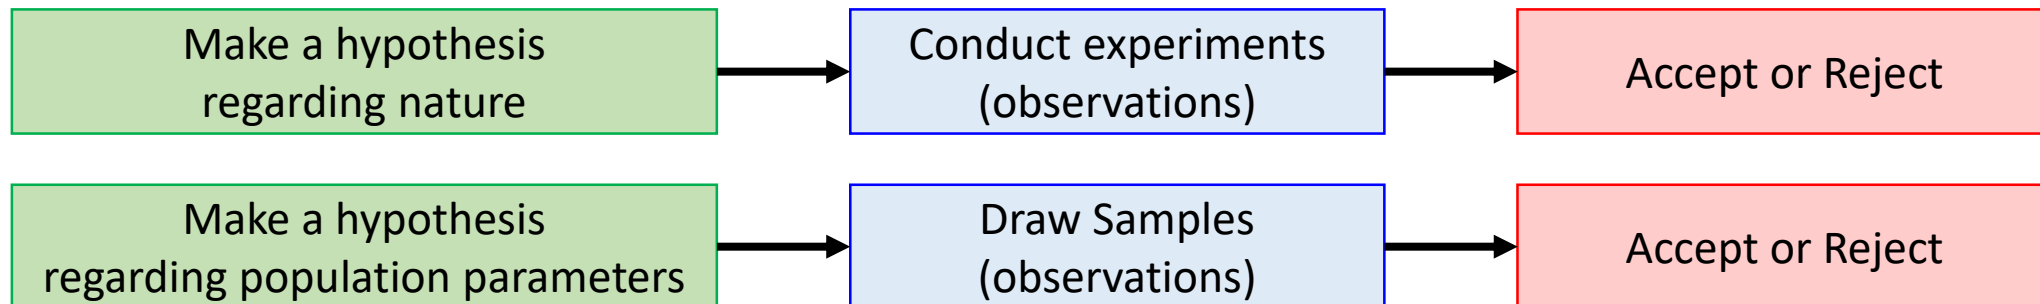 Make a hypothesis
regarding nature
Conduct experiments
(observations)
Accept or Reject
Make a hypothesis
regarding population parameters
Draw Samples
(observations)
Accept or Reject